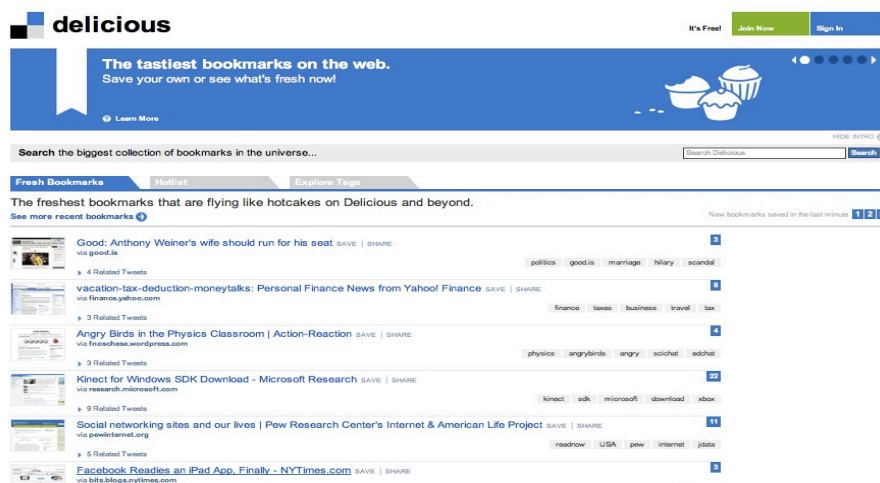 delicious
It's Free!
Join Now
Sign In
The tastiest bookmarks on the web.
Save your own or see what's fresh now!
Learn More
HIDE INTRO
Search the biggest collection of bookmarks in the universe...
Search Delicious
Search
Fresh Bookmarks
Hotlist
Explore Tags
The freshest bookmarks that are flying like hotcakes on Delicious and beyond.
See more recent bookmarks
New bookmarks saved in the last minute 1 2
Good: Anthony Weiner's wife should run for his seat SAVE | SHARE
3
via good.is
politics good.is marriage hilary scandal
4 Related Tweets
vacation-tax-deduction-moneytalks: Personal Finance News from Yahoo! Finance SAVE | SHARE
via finance.yahoo.com
finance taxes business travel tax
3 Related Tweets
Angry Birds in the Physics Classroom | Action-Reaction SAVE | SHARE
4
via fnoschese.wordpress.com
physics angrybirds angry scichat edchat
3 Related Tweets
Kinect for Windows SDK Download - Microsoft Research SAVE | SHARE
22
via research.microsoft.com
kinect sdk microsoft download xbox
9 Related Tweets
Social networking sites and our lives | Pew Research Center's Internet & American Life Project SAVE | SHARE
11
via pewinternet.org
readnow USA pew internet jdata
5 Related Tweets
Facebook Readies an iPad App, Finally - NYTimes.com SAVE | SHARE
3
via bits.blogs.nytimes.com